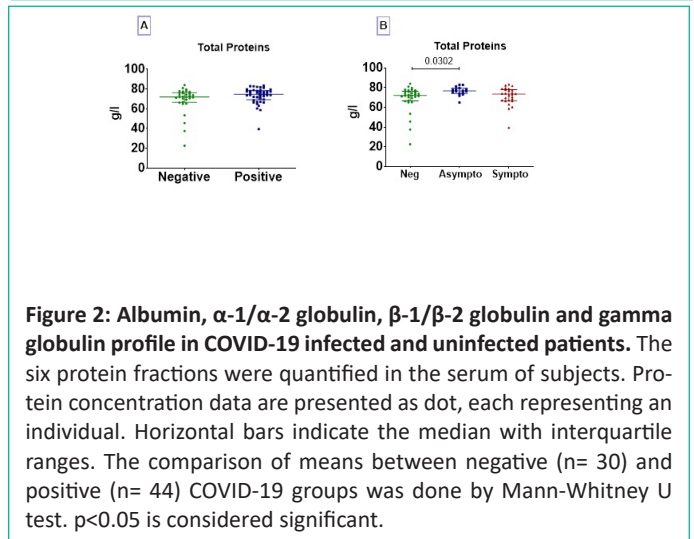 A
B
Total Proteins
Total Proteins
0.0302
100
80
60
40
20
0
g/l
Negative
Positive
100
80
60
40
20
0
g/l
Neg
Asympto
Sympto
Figure 2: Albumin, α-1/α-2 globulin, β-1/β-2 globulin and gamma
globulin profile in COVID-19 infected and uninfected patients. The
six protein fractions were quantified in the serum of subjects. Pro-
tein concentration data are presented as dot, each representing an
individual. Horizontal bars indicate the median with interquartile
ranges. The comparison of means between negative (n= 30) and
positive (n= 44) COVID-19 groups was done by Mann-Whitney U
test. p<0.05 is considered significant.